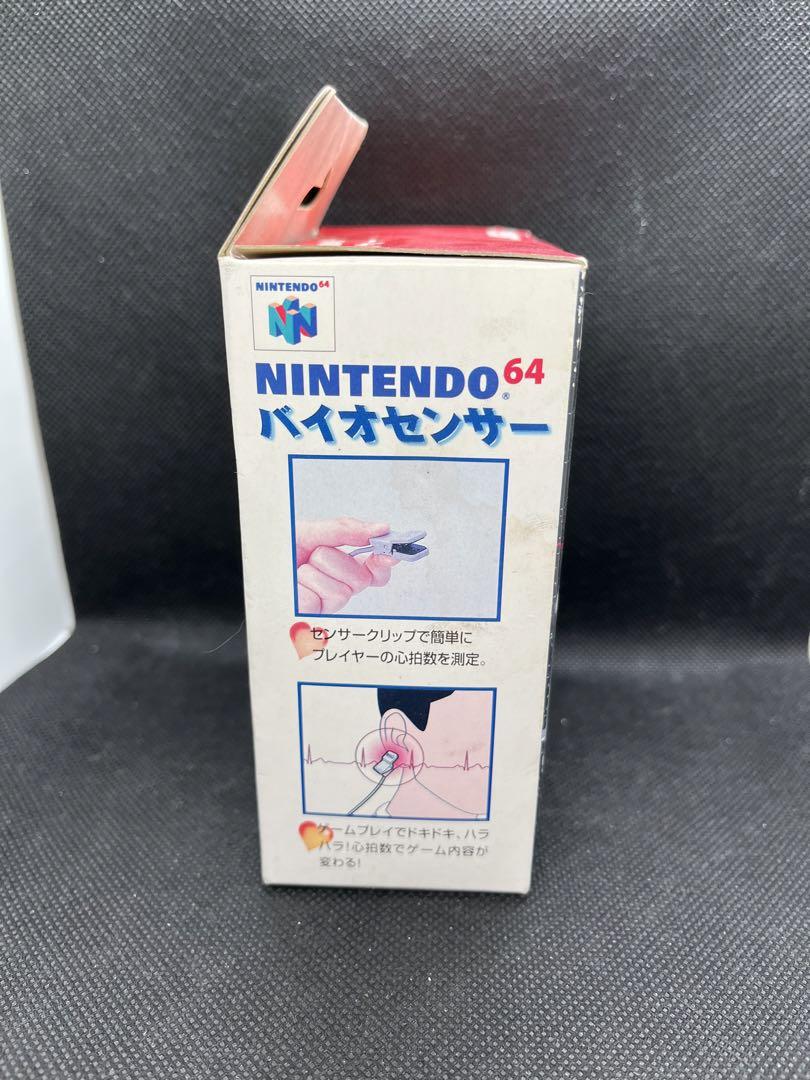 NINTENDO64
NINTENDO64
®
バイオセンサー
センサークリップで簡単に
プレイヤーの心拍数を測定。
ゲームプレイでドキドキ、ハラ
ハラ!心拍数でゲーム内容が
変わる!